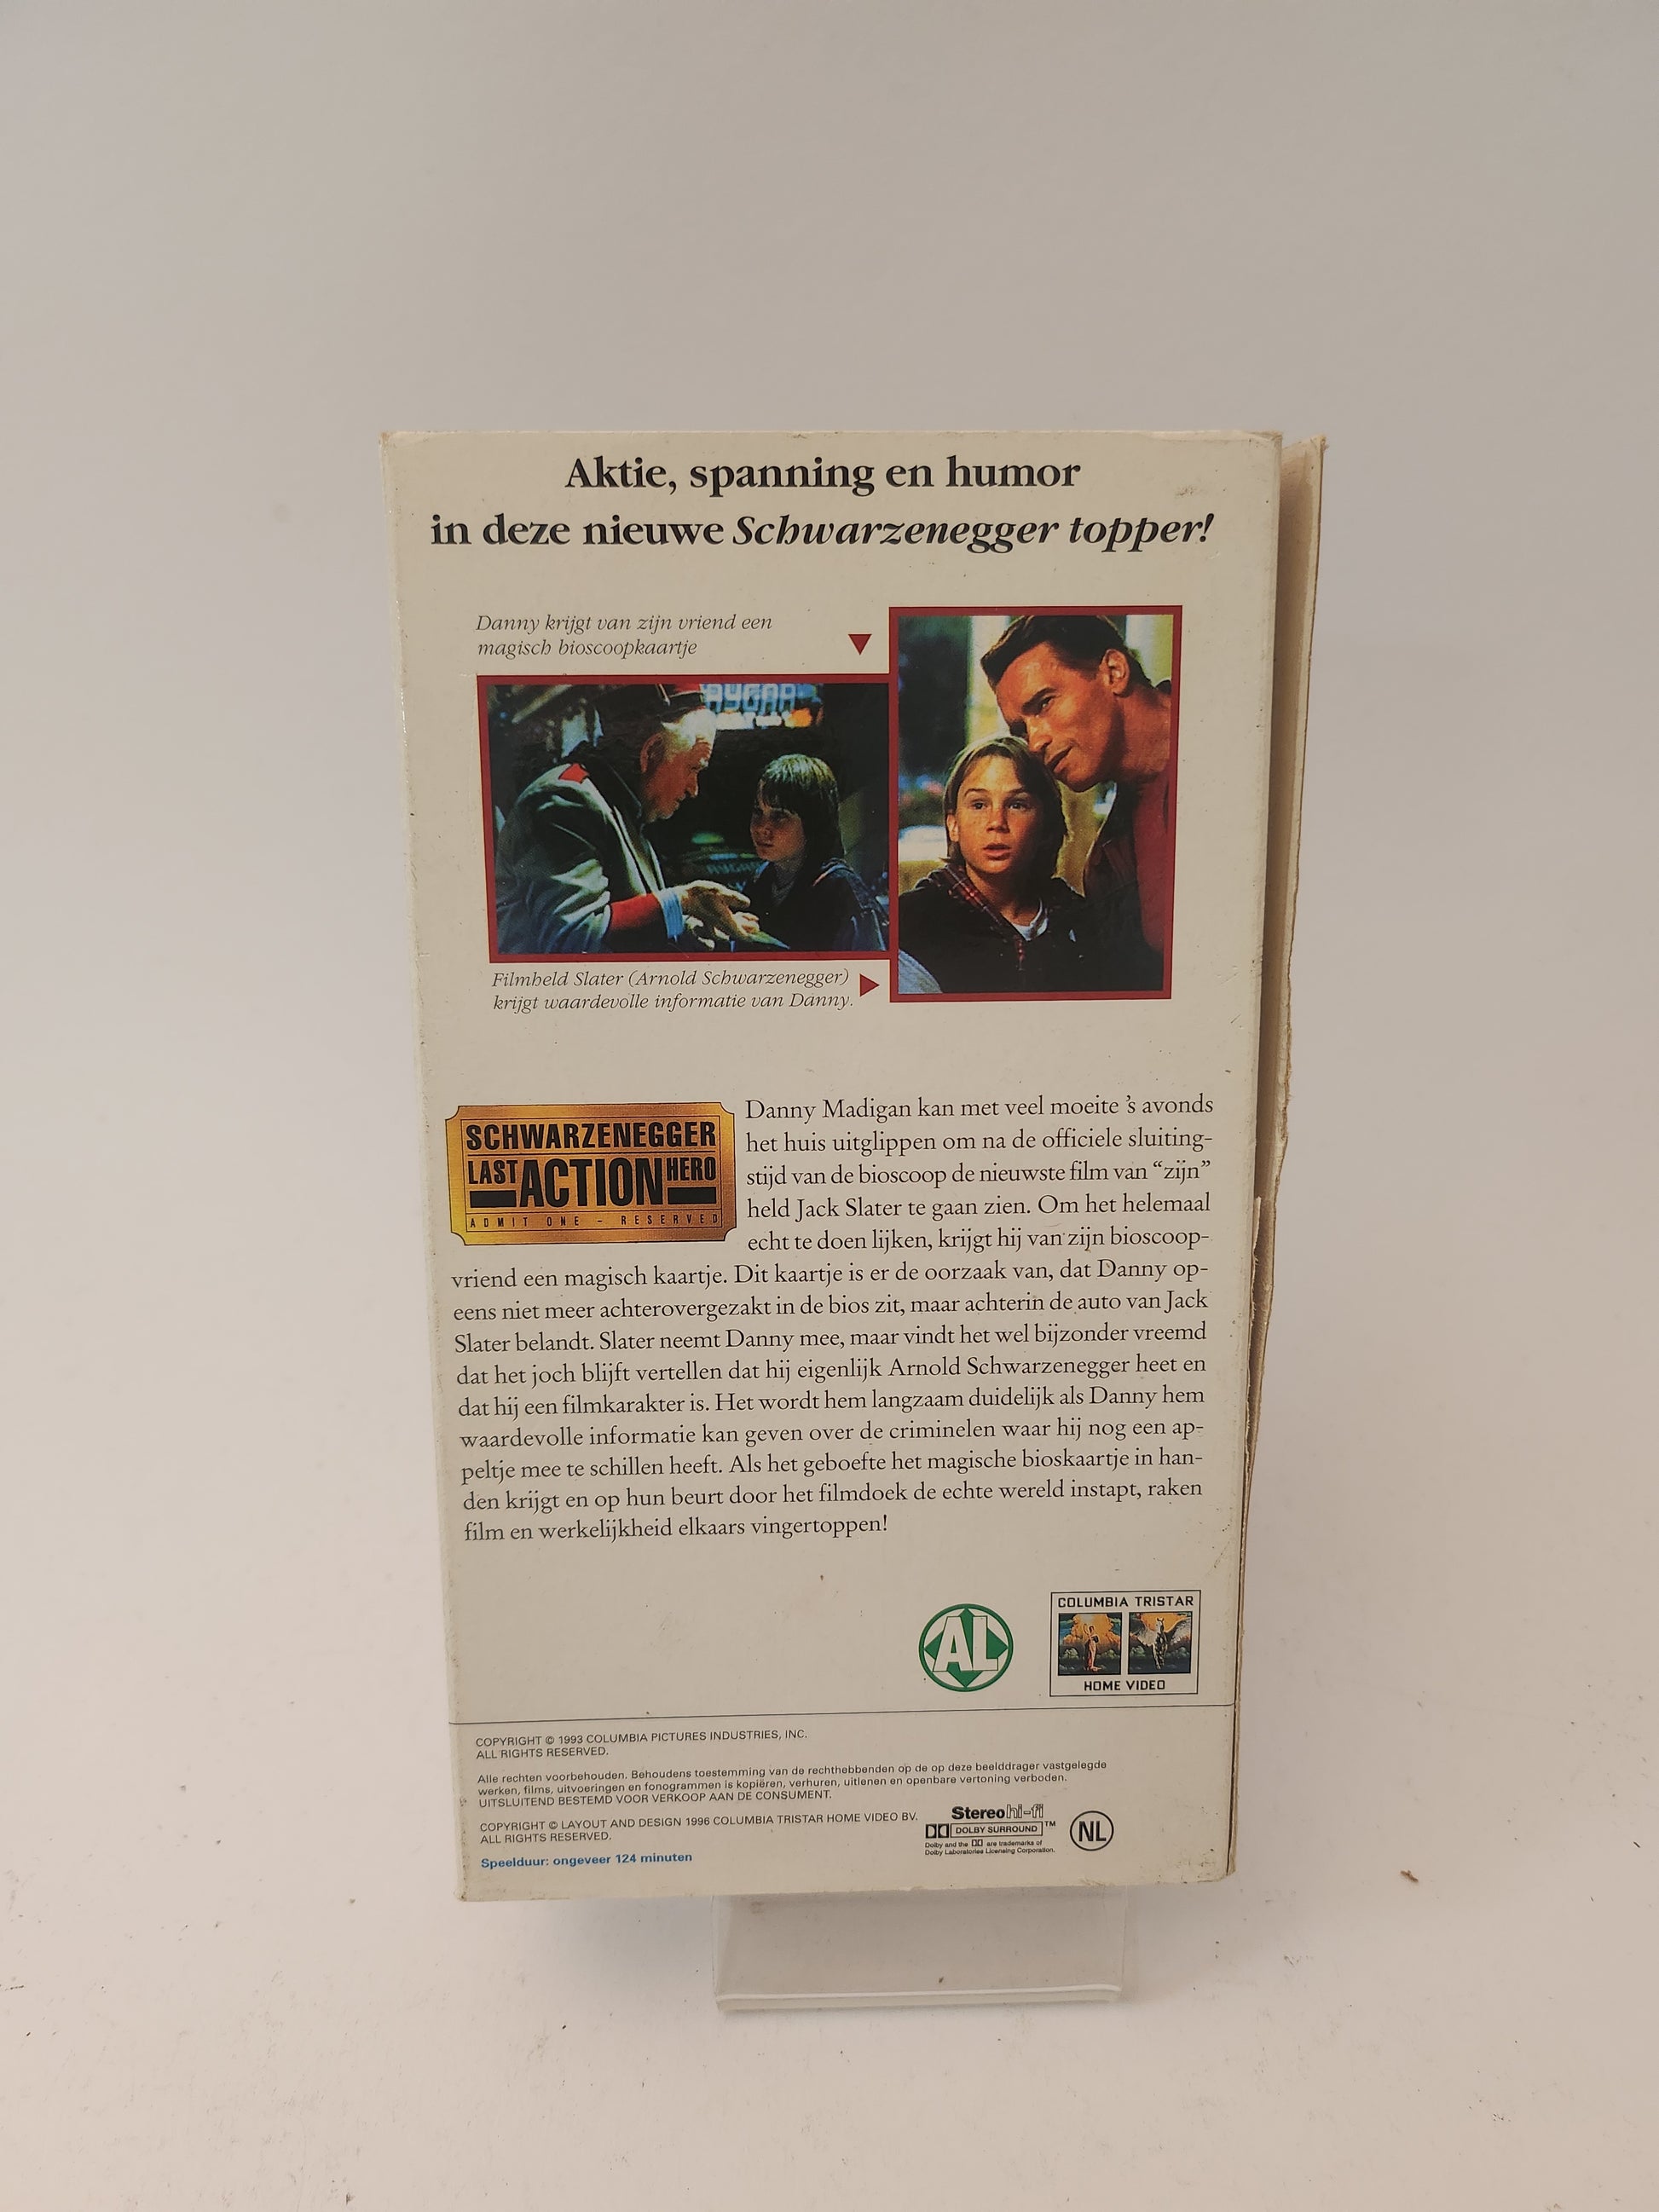 Aktie, spanning en humor
in deze nieuwe Schwarzenegger topper!
Danny krijgt van zijn vriend een
magisch bioscoopkaartje
Filmheld Slater (Arnold Schwarzenegger)
krijgt waardevolle informatie van Danny.
SCHWARZENEGGER
LAST ACTION HERO
ADMIT ONE - RESERVED
Danny Madigan kan met veel moeite 's avonds
het huis uitglippen om na de officiele sluiting-
stijd van de bioscoop de nieuwste film van “zijn”
held Jack Slater te gaan zien. Om het helemaal
echt te doen lijken, krijgt hij van zijn bioscoop-
vriend een magisch kaartje. Dit kaartje is er de oorzaak van, dat Danny op-
eens niet meer achterovergezakt in de bios zit, maar achterin de auto van Jack
Slater belandt. Slater neemt Danny mee, maar vindt het wel bijzonder vreemd
dat het joch blijft vertellen dat hij eigenlijk Arnold Schwarzenegger heet en
dat hij een filmkarakter is. Het wordt hem langzaam duidelijk als Danny hem
waardevolle informatie kan geven over de criminelen waar hij nog een ap-
peltje mee te schillen heeft. Als het geboefte het magische bioskaartje in han-
den krijgt en op hun beurt door het filmdoek de echte wereld instapt, raken
film en werkelijkheid elkaars vingertoppen!
AL
COLUMBIA TRISTAR
HOME VIDEO
COPYRIGHT © 1993 COLUMBIA PICTURES INDUSTRIES, INC.
ALL RIGHTS RESERVED.
Alle rechten voorbehouden. Behoudens toestemming van de rechthebbenden op de op deze beelddrager vastgelegde
werken, films, uitvoeringen en fonogrammen is kopiëren, verhuren, uitlenen en openbare vertoning verboden.
UITSLUITEND BESTEMD VOOR VERKOOP AAN DE CONSUMENT.
COPYRIGHT © LAYOUT AND DESIGN 1996 COLUMBIA TRISTAR HOME VIDEO BV.
ALL RIGHTS RESERVED.
Speelduur: ongeveer 124 minuten
Stereo hi-fi
DOLBY SURROUND ™
Dolby and the are trademarks of
Dolby Laboratories Licensing Corporation.
NL